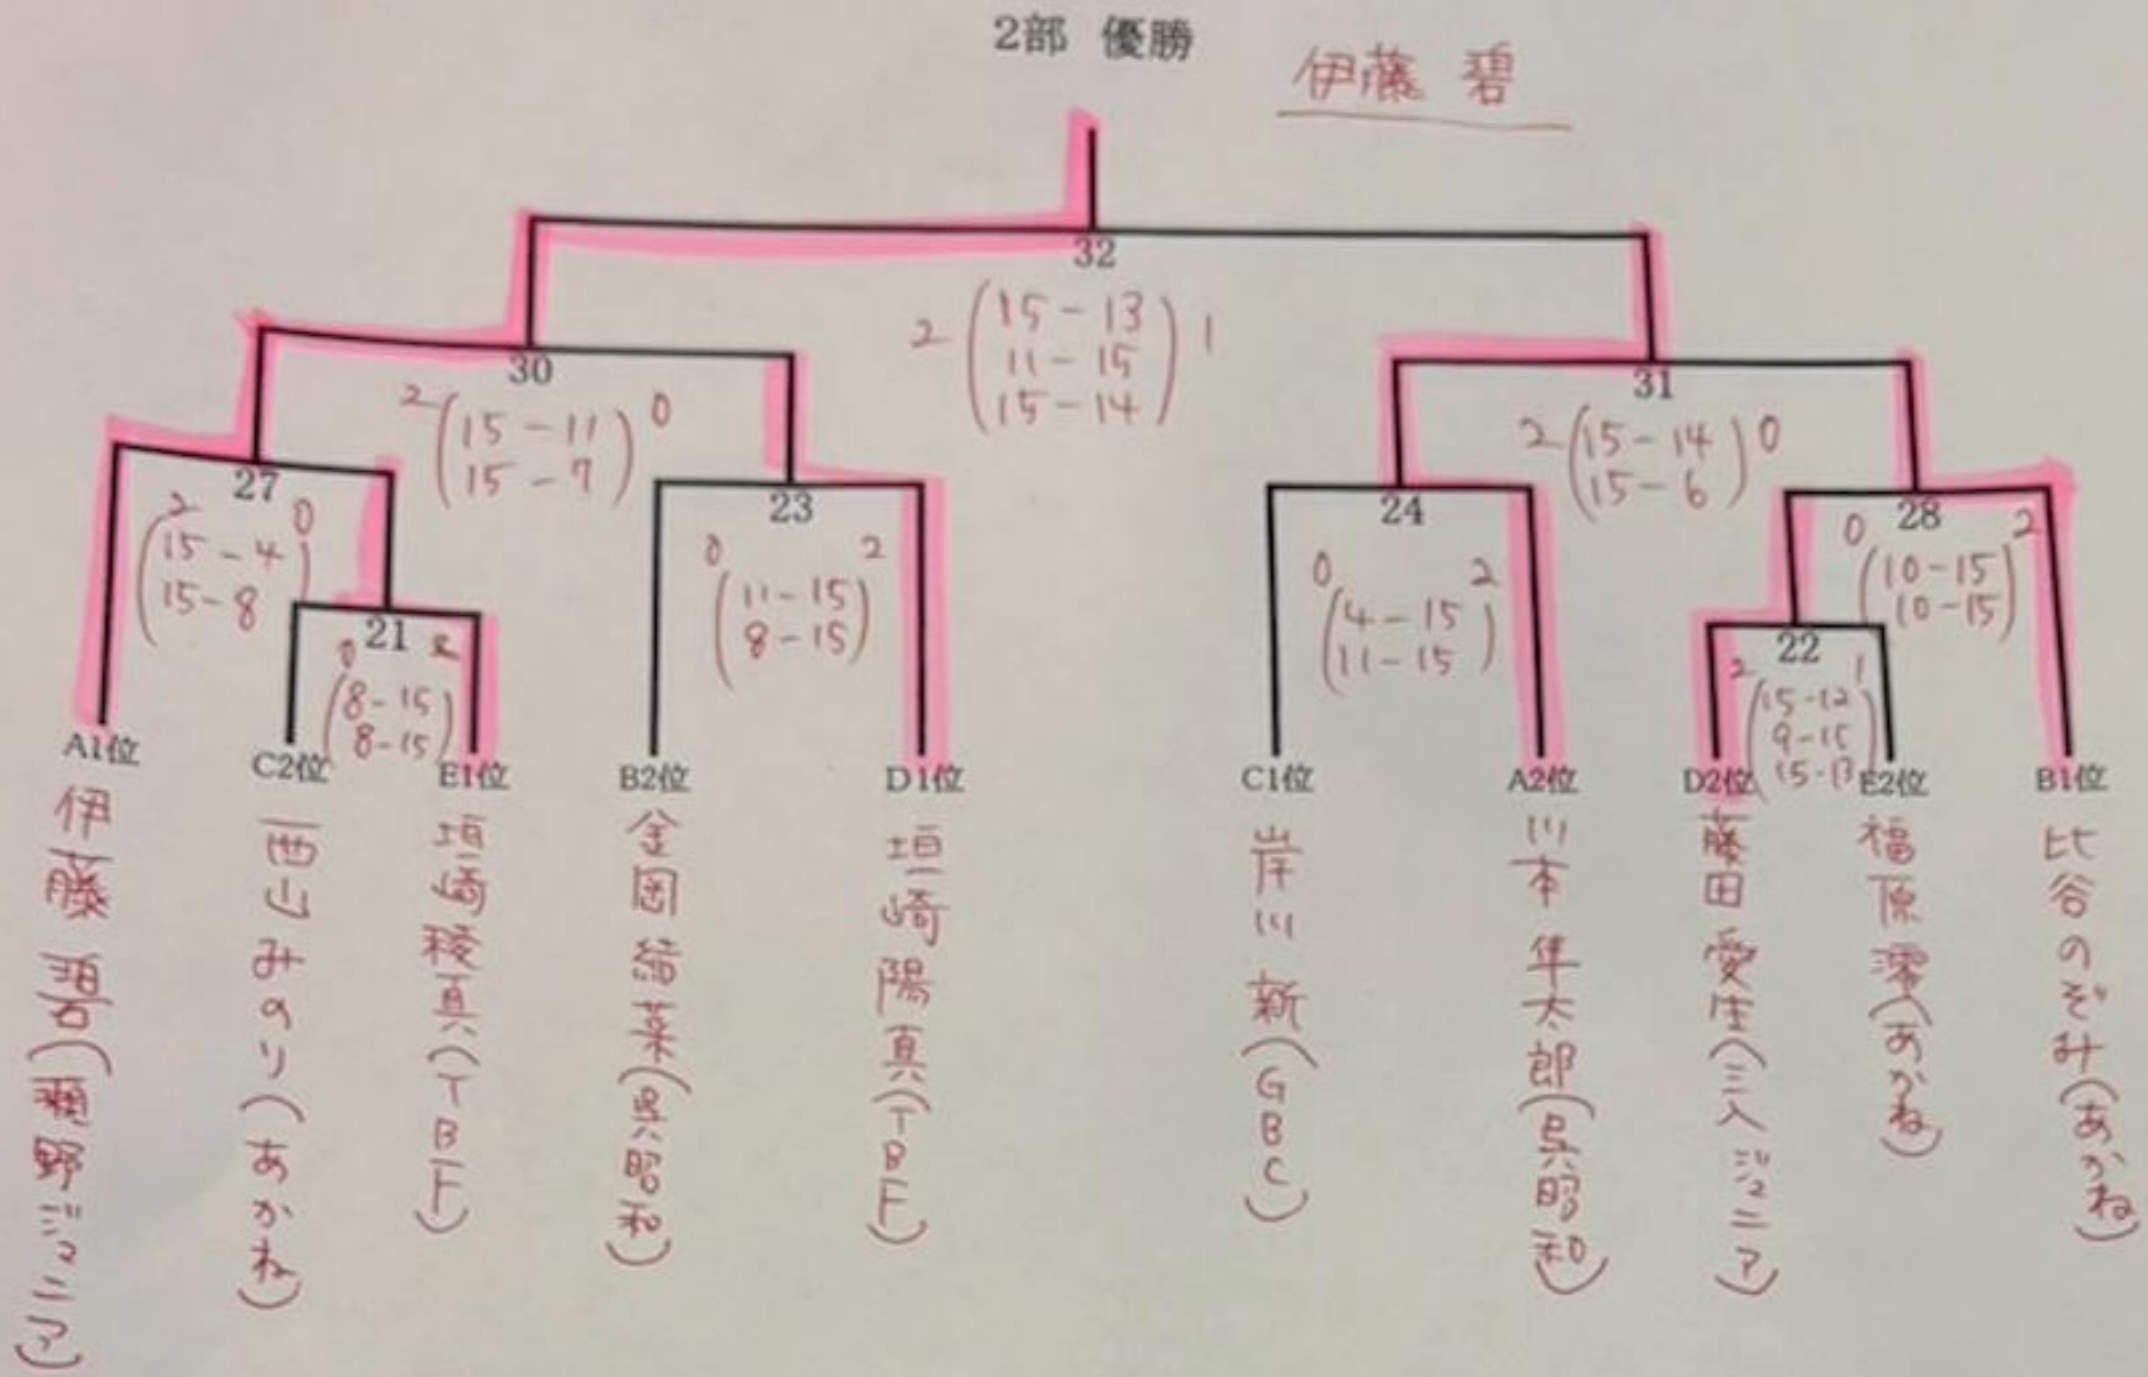 2部 優勝
伊藤 碧
32
2 (15-13 11-15 15-14) 1
30
2 (15-11 15-7) 0
31
2 (15-14 15-6) 0
27
2 (15-4 15-8) 0
23
0 (11-15 8-15) 2
24
0 (4-15 11-15) 2
28
0 (10-15 10-15) 2
21
0 (8-15 8-15) 2
22
2 (15-12 9-15 15-13) 1
A1位
伊藤 碧(瀬野ジュニア)
C2位
西山みのり(あかね)
E1位
垣崎稜真(TBF)
B2位
金岡結菜(呉昭和)
D1位
垣崎陽真(TBF)
C1位
岸川 新(GBC)
A2位
川本 隼太郎(呉昭和)
D2位
藤田愛生(三入ジュニア)
E2位
福原 澪(あかね)
B1位
比谷のぞみ(あかね)